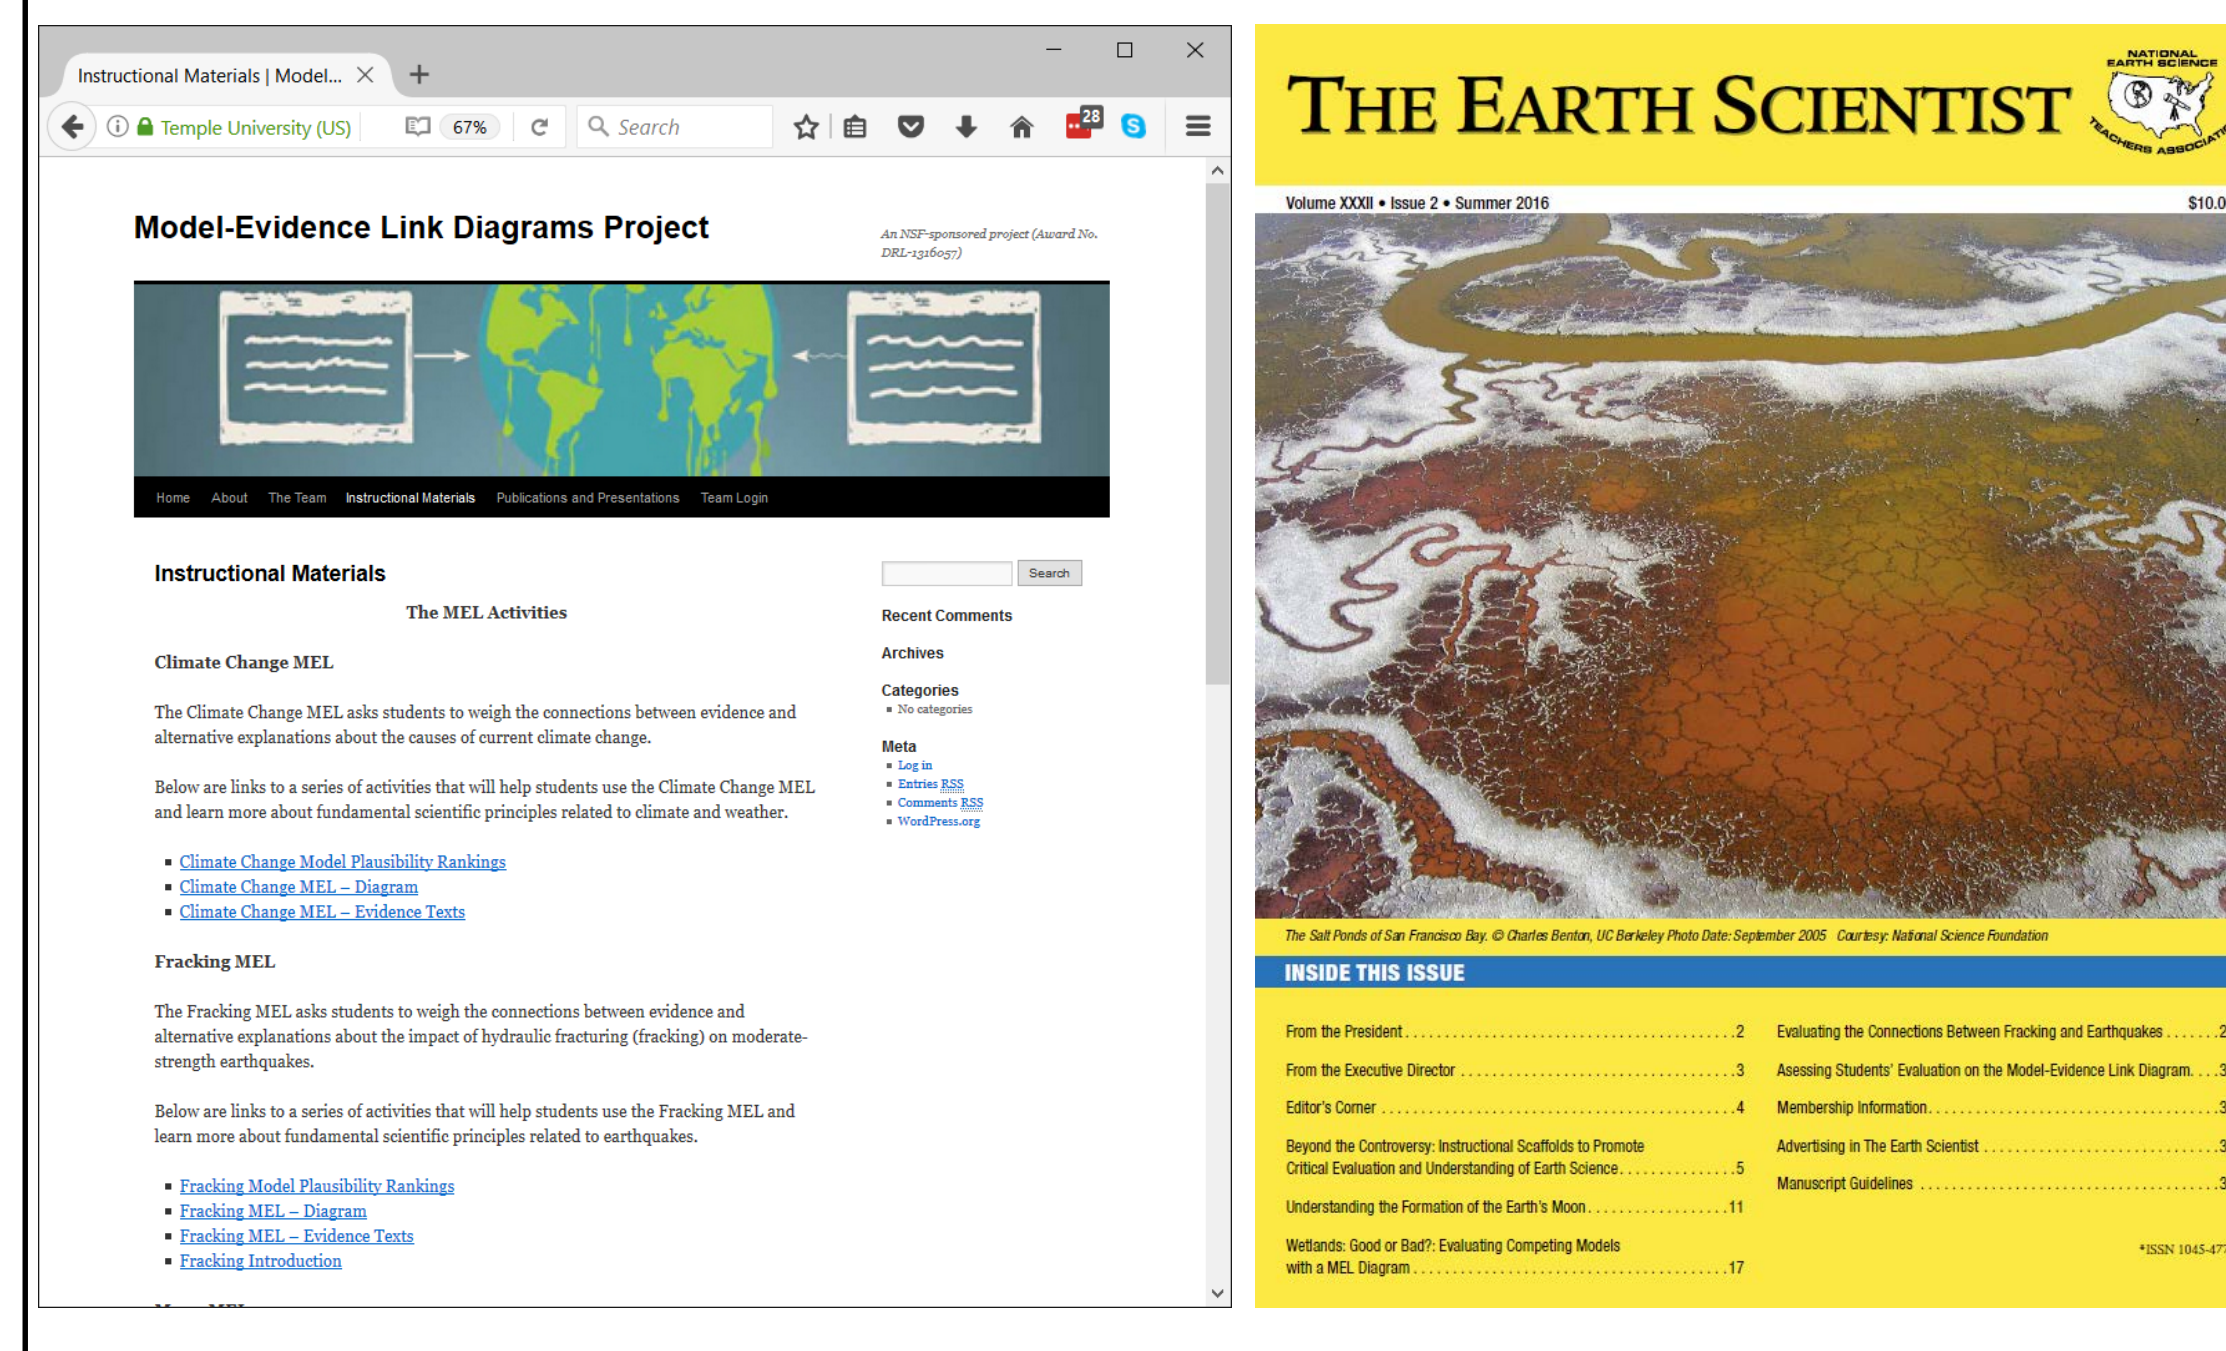 Instructional Materials | Model...
Temple University (US)
67%
Search
28
Model-Evidence Link Diagrams Project
An NSF-sponsored project (Award No.
DRL-1316057)
Home About The Team Instructional Materials Publications and Presentations Team Login
Instructional Materials
The MEL Activities
Climate Change MEL
The Climate Change MEL asks students to weigh the connections between evidence and
alternative explanations about the causes of current climate change.
Below are links to a series of activities that will help students use the Climate Change MEL
and learn more about fundamental scientific principles related to climate and weather.
Climate Change Model Plausibility Rankings
Climate Change MEL – Diagram
Climate Change MEL – Evidence Texts
Fracking MEL
The Fracking MEL asks students to weigh the connections between evidence and
alternative explanations about the impact of hydraulic fracturing (fracking) on moderate-
strength earthquakes.
Below are links to a series of activities that will help students use the Fracking MEL and
learn more about fundamental scientific principles related to earthquakes.
Fracking Model Plausibility Rankings
Fracking MEL – Diagram
Fracking MEL – Evidence Texts
Fracking Introduction
Search
Recent Comments
Archives
Categories
No categories
Meta
Log in
Entries RSS
Comments RSS
WordPress.org
THE EARTH SCIENTIST
NATIONAL
EARTH SCIENCE
TEACHERS
Volume XXXII • Issue 2 • Summer 2016
$10.0
The Salt Ponds of San Francisco Bay. © Charles Benton, UC Berkeley Photo Date: September 2005 Courtesy: National Science Foundation
INSIDE THIS ISSUE
From the President 2
From the Executive Director 3
Editor's Corner 4
Beyond the Controversy: Instructional Scaffolds to Promote
Critical Evaluation and Understanding of Earth Science 5
Understanding the Formation of the Earth's Moon 11
Wetlands: Good or Bad?: Evaluating Competing Models
with a MEL Diagram 17
Evaluating the Connections Between Fracking and Earthquakes 2
Asessing Students' Evaluation on the Model-Evidence Link Diagram 3
Membership Information 3
Advertising in The Earth Scientist 3
Manuscript Guidelines 3
*ISSN 1045-477